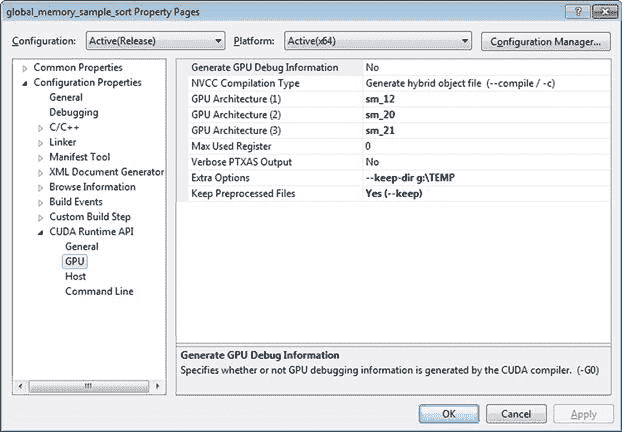 global_memory_sample_sort Property Pages
Configuration: Active(Release) Platform: Active(x64) Configuration Manager...
Common Properties
Configuration Properties
General
Debugging
C/C++
Linker
Manifest Tool
XML Document Generator
Browse Information
Build Events
Custom Build Step
CUDA Runtime API
General
GPU
Host
Command Line
Generate GPU Debug Information No
NVCC Compilation Type Generate hybrid object file (--compile / -c)
GPU Architecture (1) sm_12
GPU Architecture (2) sm_20
GPU Architecture (3) sm_21
Max Used Register 0
Verbose PTXAS Output No
Extra Options --keep-dir g:\TEMP
Keep Preprocessed Files Yes (--keep)
Generate GPU Debug Information
Specifies whether or not GPU debugging information is generated by the CUDA compiler. (-G0)
OK Cancel Apply